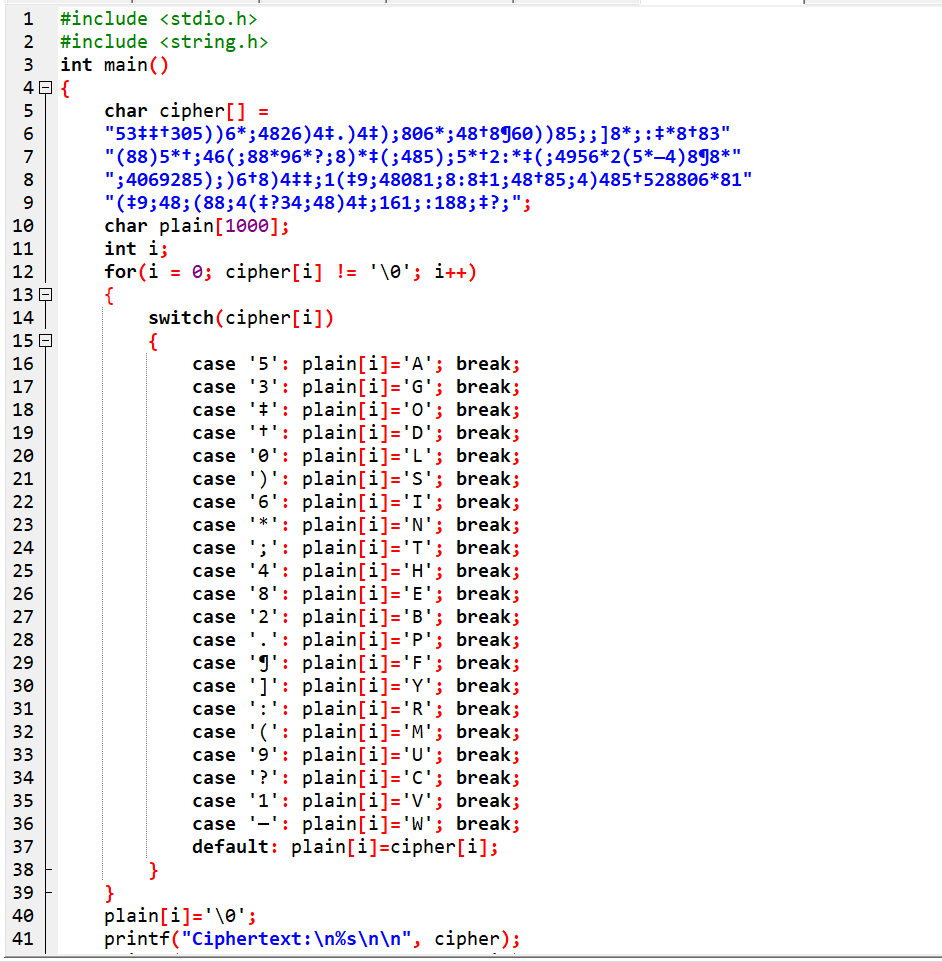 1 #include <stdio.h>
2 #include <string.h>
3 int main()
4 {
5 char cipher[] =
6 "53‡‡†305))6*;4826)4‡.)4‡);806*;48†8¶60))85;;]8*;:‡*8†83"
7 "(88)5*†;46(;88*96*?;8)*‡(;485);5*†2:*‡(;4956*2(5*—4)8¶8*"
8 ";4069285);)6†8)4‡‡;1(‡9;48081;8:8‡1;48†85;4)485†528806*81"
9 "(‡9;48;(88;4(‡?34;48)4‡;161;:188;‡?;";
10 char plain[1000];
11 int i;
12 for(i = 0; cipher[i] != '\0'; i++)
13 {
14 switch(cipher[i])
15 {
16 case '5': plain[i]='A'; break;
17 case '3': plain[i]='G'; break;
18 case '‡': plain[i]='O'; break;
19 case '†': plain[i]='D'; break;
20 case '0': plain[i]='L'; break;
21 case ')': plain[i]='S'; break;
22 case '6': plain[i]='I'; break;
23 case '*': plain[i]='N'; break;
24 case ';': plain[i]='T'; break;
25 case '4': plain[i]='H'; break;
26 case '8': plain[i]='E'; break;
27 case '2': plain[i]='B'; break;
28 case '.': plain[i]='P'; break;
29 case '¶': plain[i]='F'; break;
30 case ']': plain[i]='Y'; break;
31 case ':': plain[i]='R'; break;
32 case '(': plain[i]='M'; break;
33 case '9': plain[i]='U'; break;
34 case '?': plain[i]='C'; break;
35 case '1': plain[i]='V'; break;
36 case '—': plain[i]='W'; break;
37 default: plain[i]=cipher[i];
38 }
39 }
40 plain[i]='\0';
41 printf("Ciphertext:\n%s\n\n", cipher);